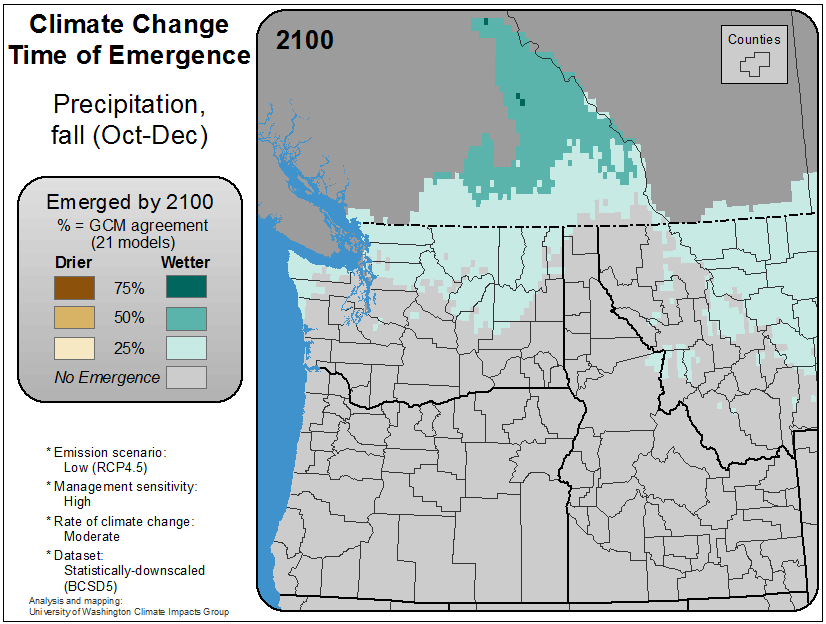 Climate Change
Time of Emergence
Precipitation,
fall (Oct-Dec)
Emerged by 2100
% = GCM agreement
(21 models)
Drier Wetter
75%
50%
25%
No Emergence
* Emission scenario:
Low (RCP4.5)
* Management sensitivity:
High
* Rate of climate change:
Moderate
* Dataset:
Statistically-downscaled
(BCSD5)
Analysis and mapping:
University of Washington Climate Impacts Group
2100
Counties